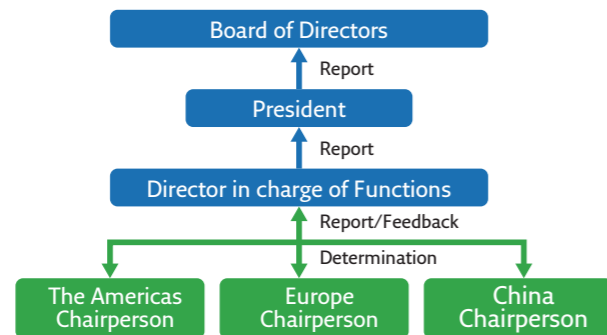 Board of Directors
Report
President
Report
Director in charge of Functions
Report/Feedback
Determination
The Americas
Chairperson
Europe
Chairperson
China
Chairperson